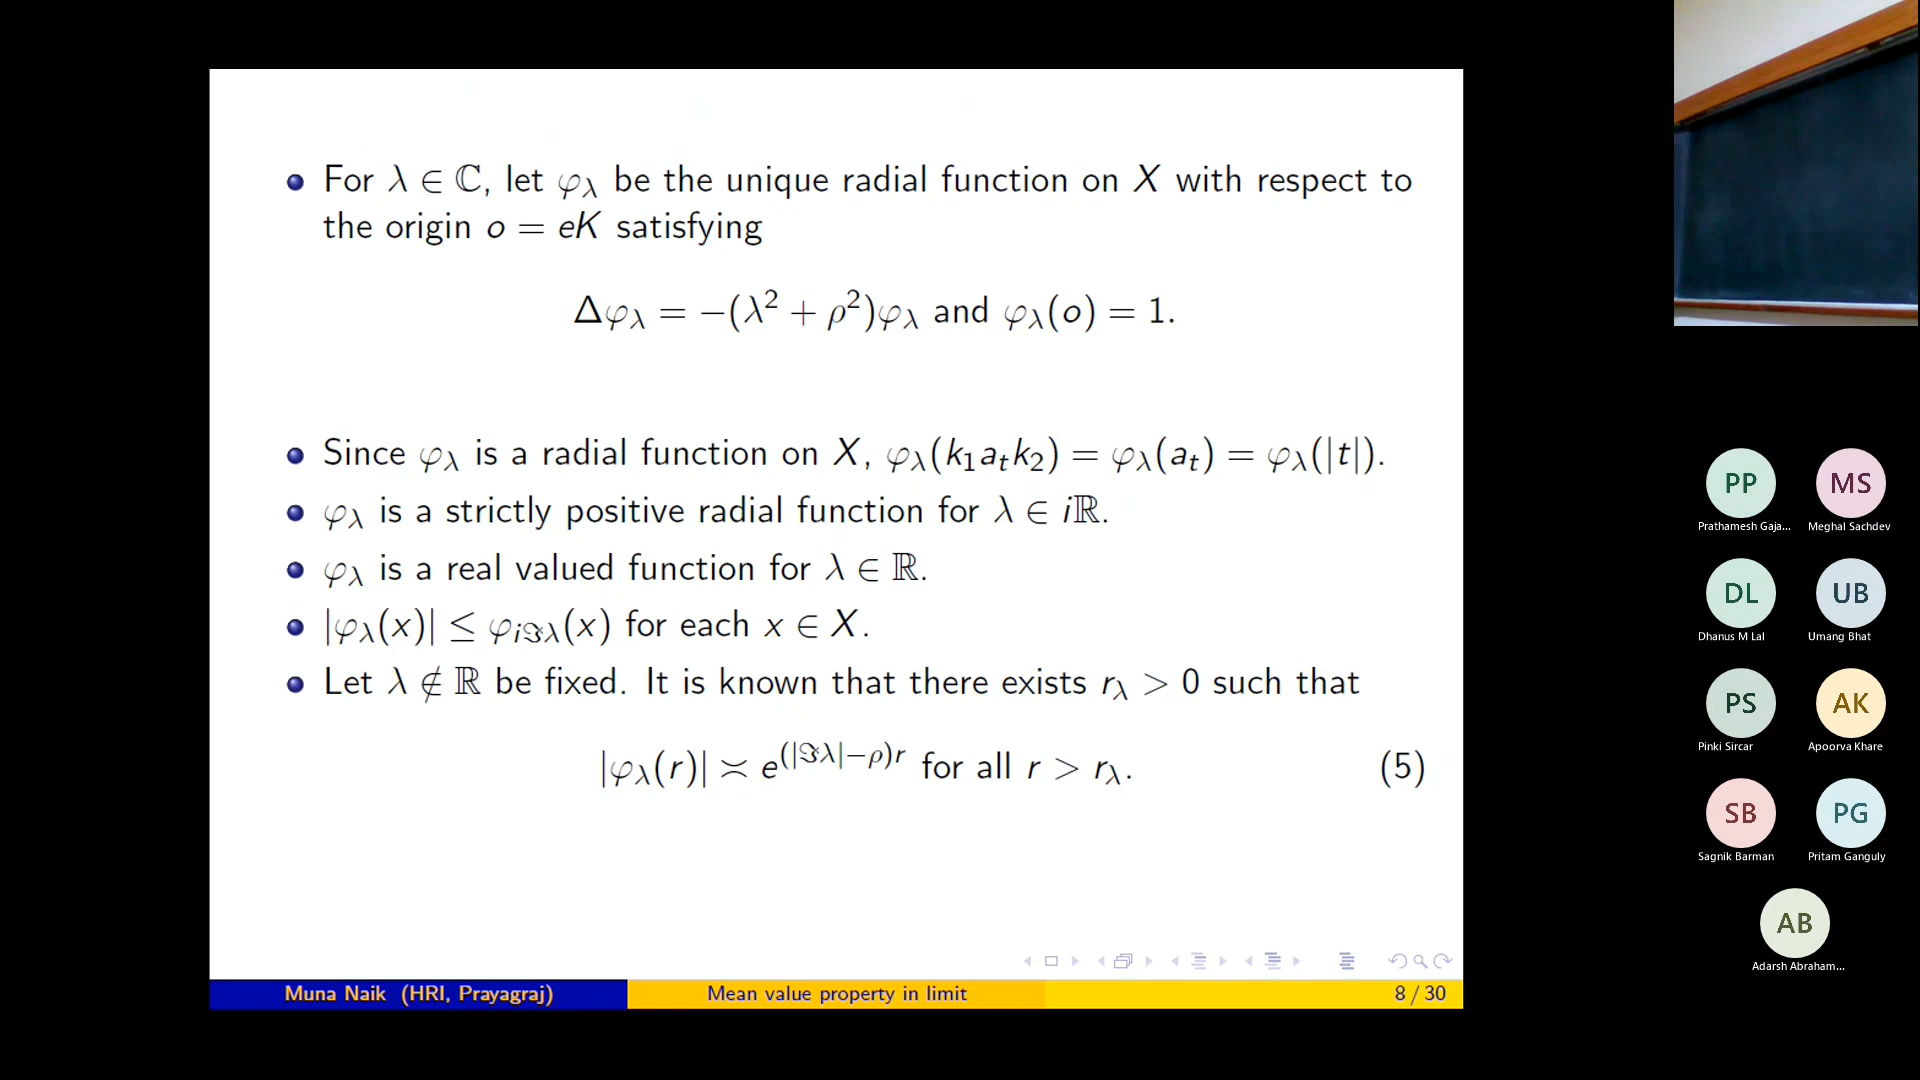 For λ ∈ ℂ, let φ_λ be the unique radial function on X with respect to
the origin o = eK satisfying
Δφ_λ = −(λ² + ρ²)φ_λ and φ_λ(o) = 1.
Since φ_λ is a radial function on X, φ_λ(k₁a_tk₂) = φ_λ(a_t) = φ_λ(|t|).
φ_λ is a strictly positive radial function for λ ∈ iℝ.
φ_λ is a real valued function for λ ∈ ℝ.
|φ_λ(x)| ≤ φ_{iℑλ}(x) for each x ∈ X.
Let λ ∉ ℝ be fixed. It is known that there exists r_λ > 0 such that
|φ_λ(r)| ≍ e^{(|ℑλ|−ρ)r} for all r > r_λ. (5)
Muna Naik (HRI, Prayagraj) Mean value property in limit 8 / 30
PP MS
Prathamesh Gaja... Meghal Sachdev
DL UB
Dhanus M Lal Umang Bhat
PS AK
Pinki Sircar Apoorva Khare
SB PG
Sagnik Barman Pritam Ganguly
AB
Adarsh Abraham...